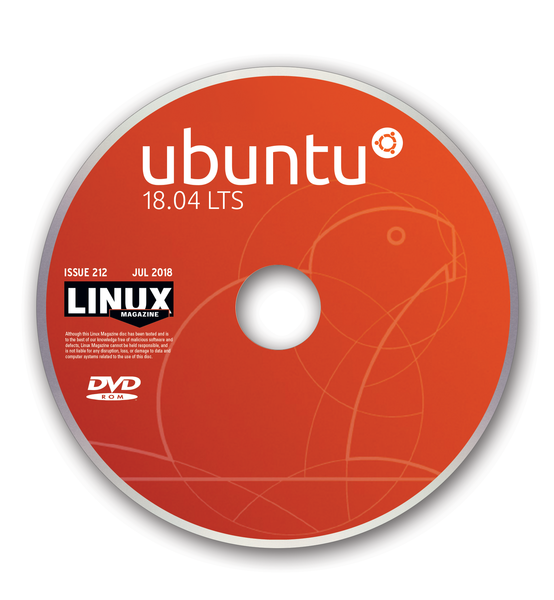 ubuntu
18.04 LTS
ISSUE 212 JUL 2018
LINUX
MAGAZINE
Although this Linux Magazine disc has been tested and is
to the best of our knowledge free of malicious software and
defects, Linux Magazine cannot be held responsible, and
is not liable for any disruption, loss, or damage to data and
computer systems related to the use of this disc.
DVD
ROM